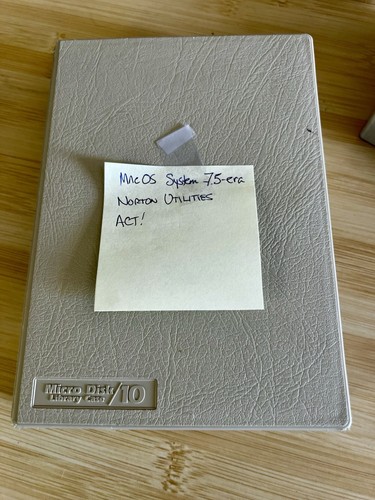 MacOS System 7.5-era
NORTON UTILITIES
ACT!
Micro Disk/10
Library Case